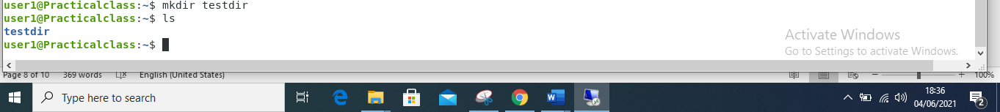 user1@Practicalclass:~$ mkdir testdir
user1@Practicalclass:~$ ls
testdir
user1@Practicalclass:~$
Activate Windows
Go to Settings to activate Windows.
Page 8 of 10 369 words English (United States) 100%
Type here to search
18:36
04/06/2021
2